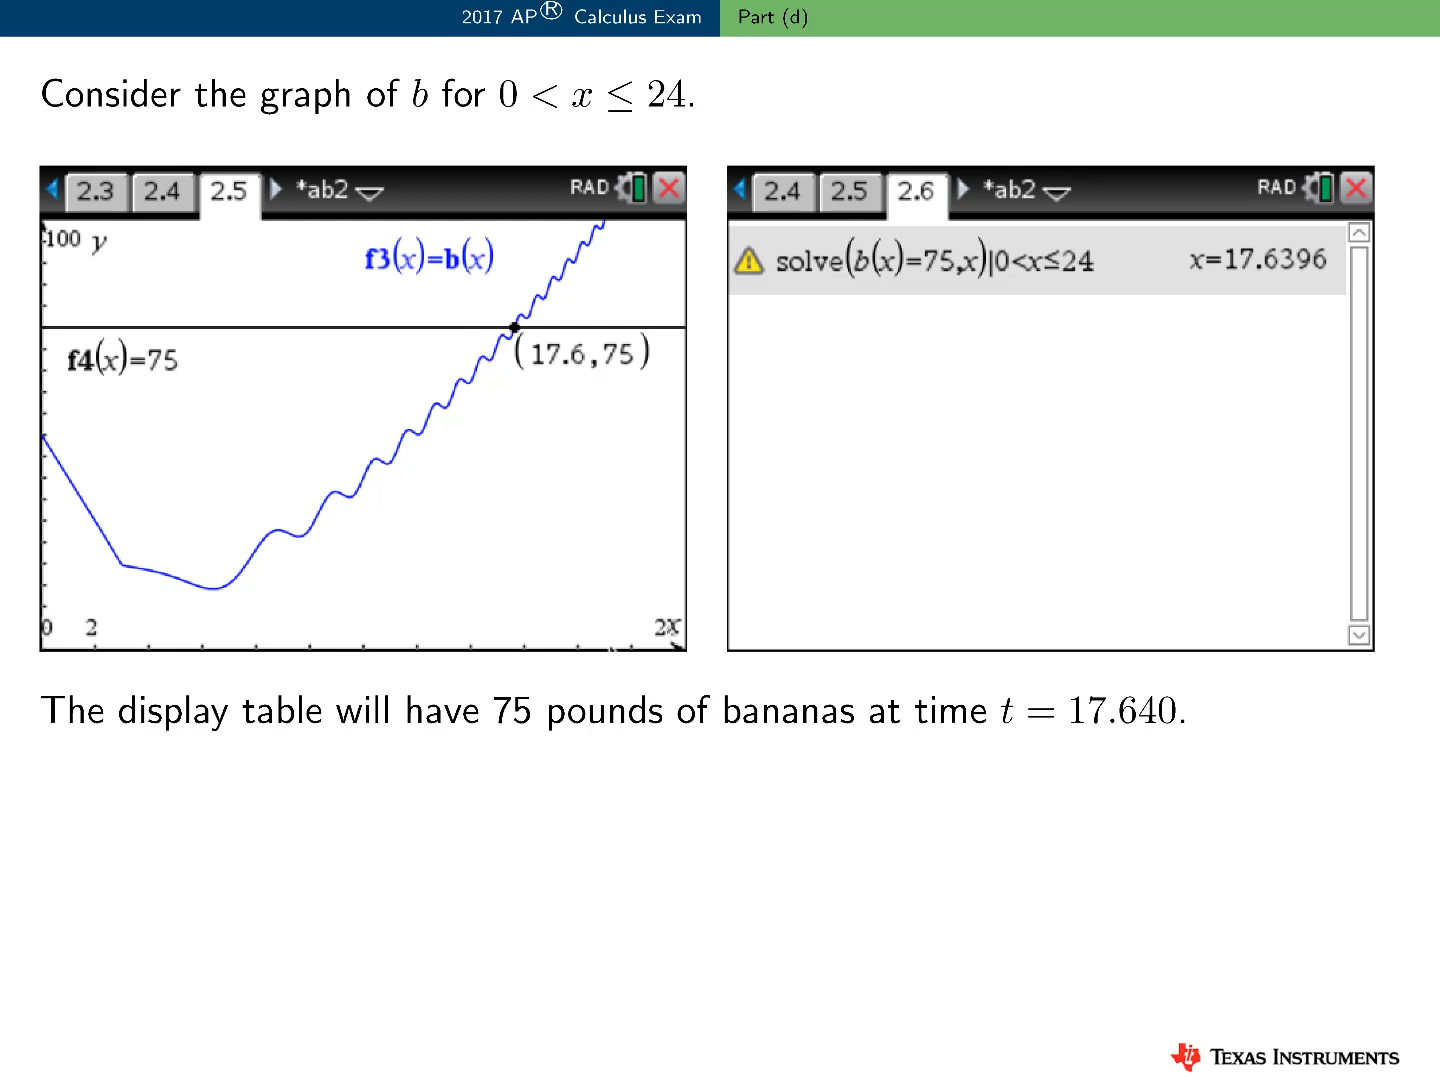 2017 AP® Calculus Exam
Part (d)
Consider the graph of b for 0 < x ≤ 24.
2.3 2.4 2.5 *ab2 RAD
100 y
f3(x)=b(x)
f4(x)=75
(17.6,75)
0 2 2x
2.4 2.5 2.6 *ab2 RAD
solve(b(x)=75,x)|0<x≤24 x=17.6396
The display table will have 75 pounds of bananas at time t = 17.640.
TEXAS INSTRUMENTS